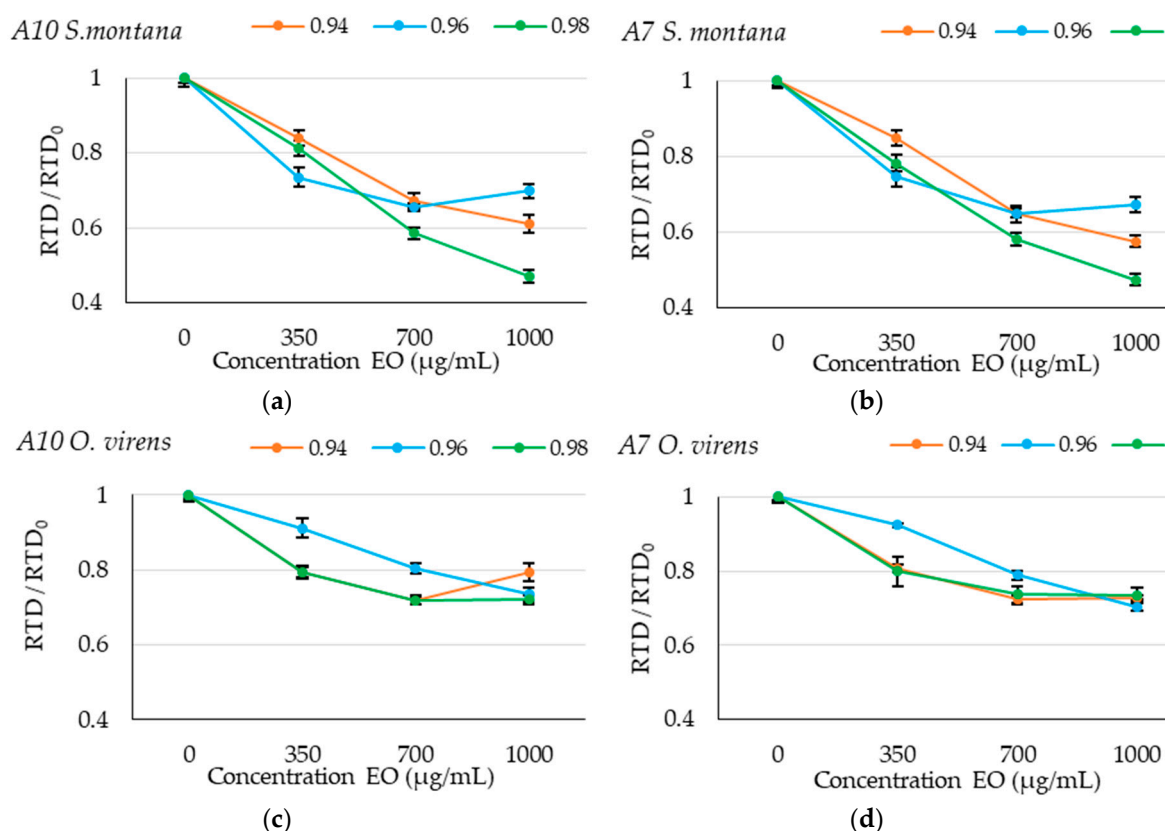 A10 S.montana 0.94 0.96 0.98
RTD / RTD₀
1
0.8
0.6
0.4
0 350 700 1000
Concentration EO (µg/mL)
(a)
A7 S. montana 0.94 0.96
RTD / RTD₀
1
0.8
0.6
0.4
0 350 700 1000
Concentration EO (µg/mL)
(b)
A10 O. virens 0.94 0.96 0.98
RTD / RTD₀
1
0.8
0.6
0.4
0 350 700 1000
Concentration EO (µg/mL)
(c)
A7 O. virens 0.94 0.96
RTD / RTD₀
1
0.8
0.6
0.4
0 350 700 1000
Concentration EO (µg/mL)
(d)